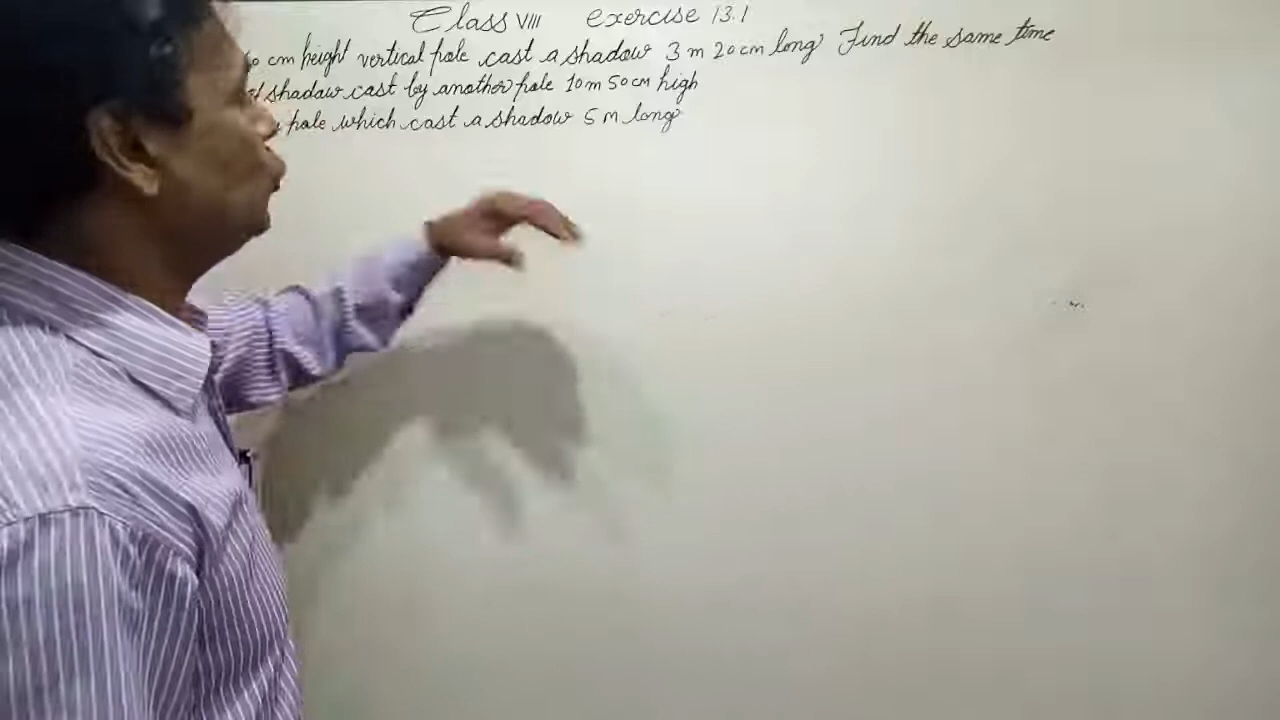 Class VIII exercise 13.1
cm height vertical pole cast a shadow 3 m 20 cm long Find the same time
shadow cast by another pole 10 m 50 cm high
pole which cast a shadow 5 m long